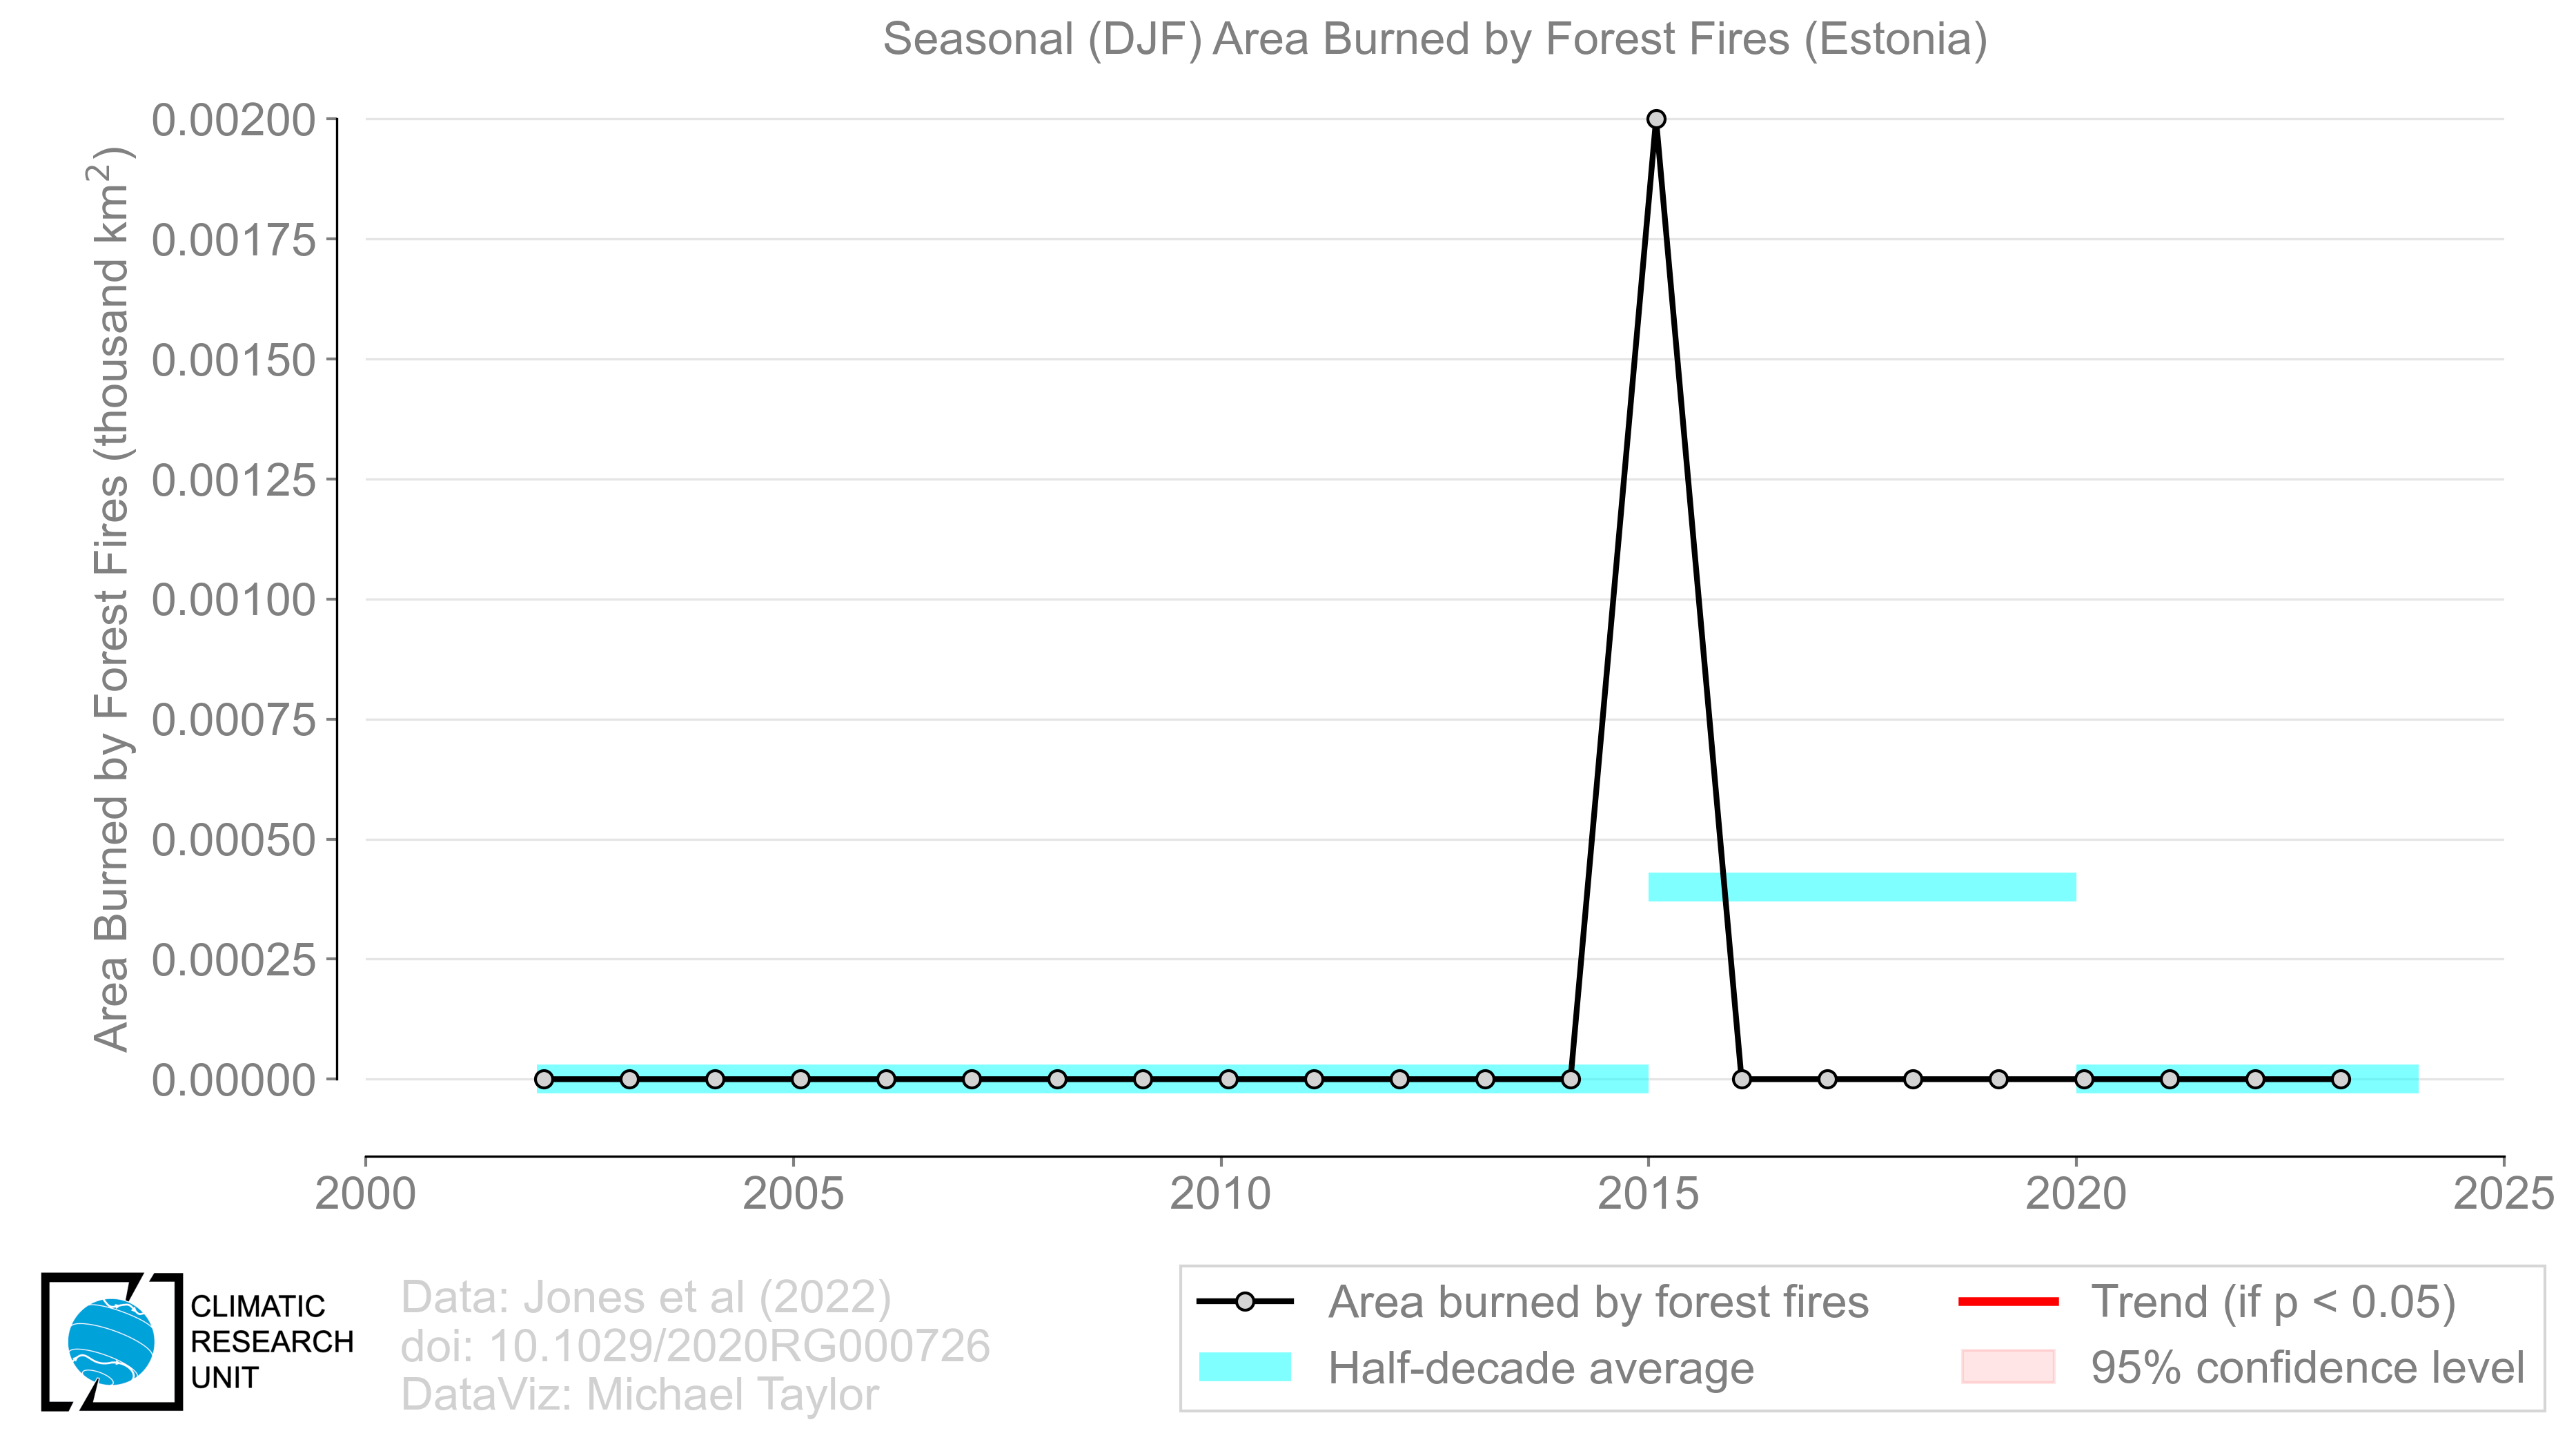 Seasonal (DJF) Area Burned by Forest Fires (Estonia)
Area Burned by Forest Fires (thousand km²)
0.00200
0.00175
0.00150
0.00125
0.00100
0.00075
0.00050
0.00025
0.00000
2000 2005 2010 2015 2020 2025
CLIMATIC
RESEARCH
UNIT
Data: Jones et al (2022)
doi: 10.1029/2020RG000726
DataViz: Michael Taylor
Area burned by forest fires
Half-decade average
Trend (if p < 0.05)
95% confidence level